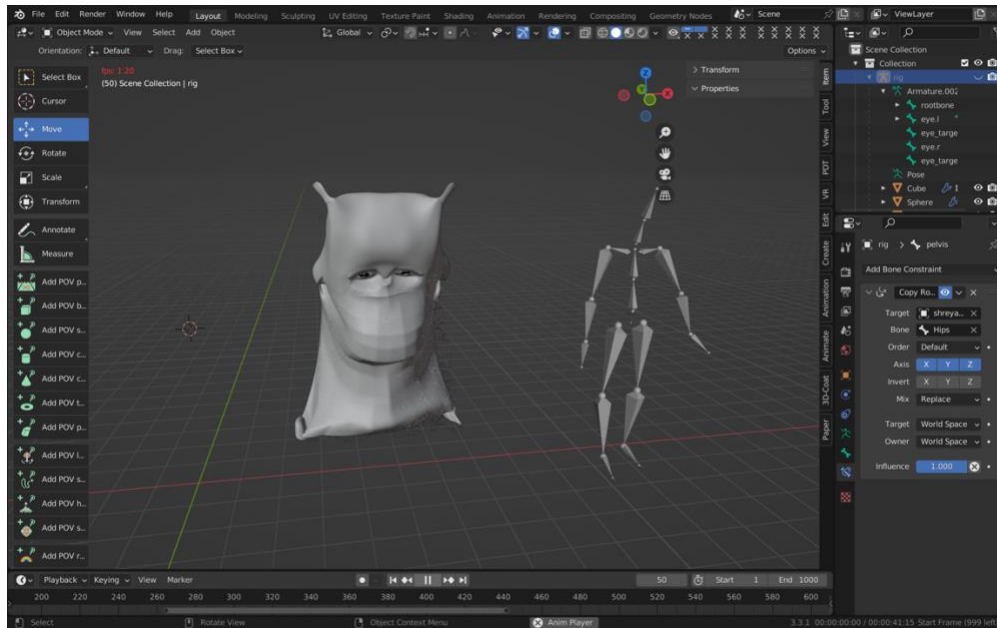 File Edit Render Window Help Layout Modeling Sculpting UV Editing Texture Paint Shading Animation Rendering Compositing Geometry Nodes Scene ViewLayer
Object Mode View Select Add Object Global
Orientation: Default Drag: Select Box Options
fps: 1.20
(50) Scene Collection | rig
Select Box
Cursor
Move
Rotate
Scale
Transform
Annotate
Measure
Add POV p..
Add POV b..
Add POV s..
Add POV c..
Add POV c..
Add POV t..
Add POV p..
Add POV l..
Add POV s..
Add POV h..
Add POV s..
Add POV r..
Z
Y
X
Transform
Properties
Item
Tool
View
PDT
VR
Edit
Create
Animation
Animate
3D-Coat
Paper
Scene Collection
Collection
rig
Armature.002
rootbone
eye.l
eye_targe
eye.r
eye_targe
Pose
Cube 1
Sphere
rig > pelvis
Add Bone Constraint
Copy Ro..
Target shreya..
Bone Hips
Order Default
Axis X Y Z
Invert X Y Z
Mix Replace
Target World Space
Owner World Space
Influence 1.000
Playback Keying View Marker 50 Start 1 End 1000
200 220 240 260 280 300 320 340 360 380 400 420 440 460 480 500 520 540 560 580 600
Select Rotate View Object Context Menu Anim Player 3.3.1 00:00:00:00 / 00:00:41:15 Start Frame (999 left